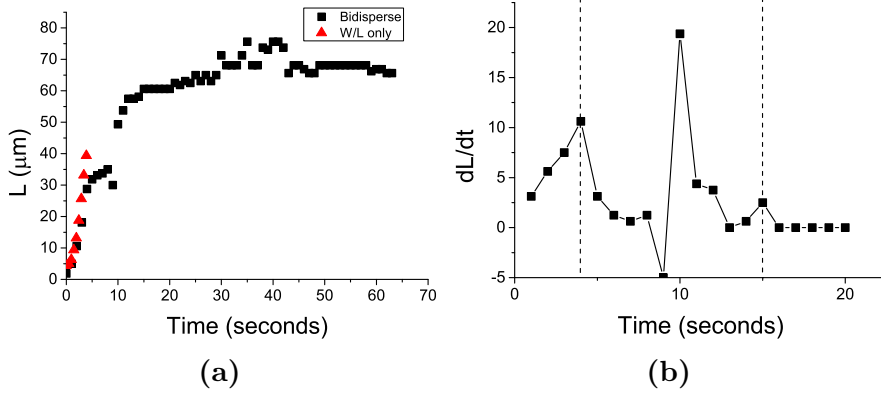 Bidisperse
W/L only
80
70
60
50
40
30
20
10
0
L (μm)
0 10 20 30 40 50 60 70
Time (seconds)
(a)
20
15
10
5
0
-5
dL/dt
0 10 20
Time (seconds)
(b)